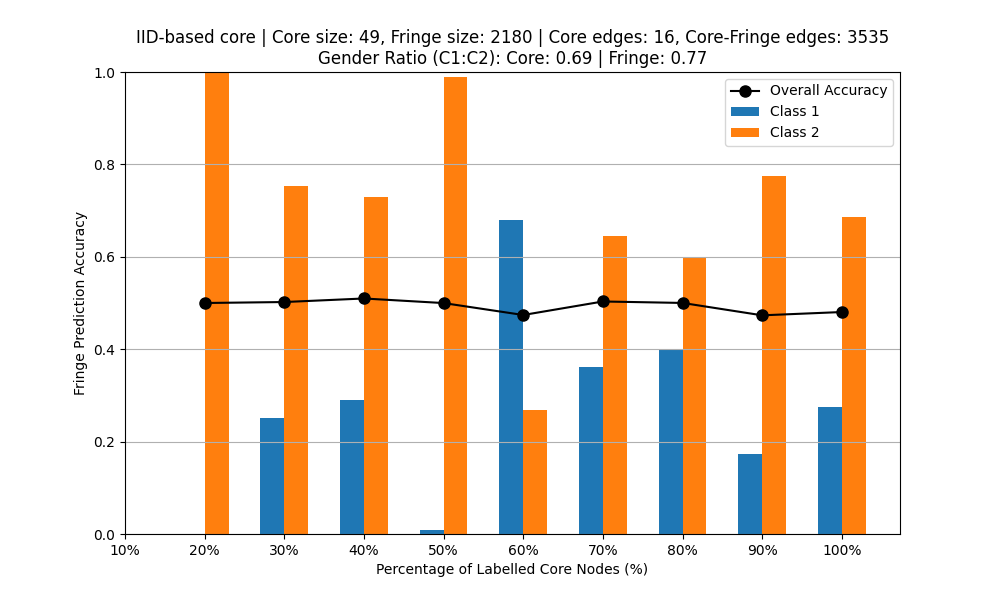 IID-based core | Core size: 49, Fringe size: 2180 | Core edges: 16, Core-Fringe edges: 3535
Gender Ratio (C1:C2): Core: 0.69 | Fringe: 0.77
Overall Accuracy
Class 1
Class 2
Fringe Prediction Accuracy
1.0
0.8
0.6
0.4
0.2
0.0
10%
20%
30%
40%
50%
60%
70%
80%
90%
100%
Percentage of Labelled Core Nodes (%)